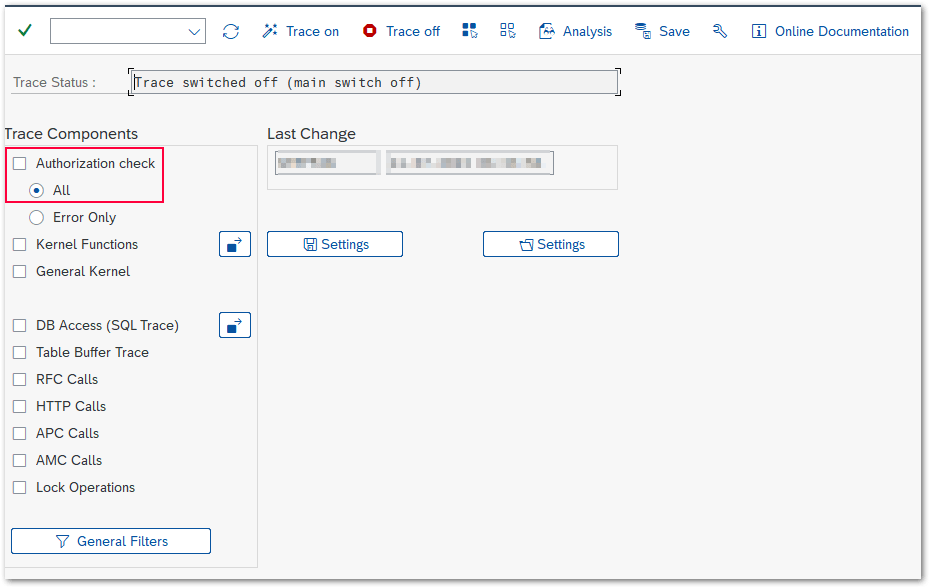 Trace on Trace off Analysis Save Online Documentation
Trace Status : Trace switched off (main switch off)
Trace Components
Last Change
Authorization check
All
Error Only
Kernel Functions
Settings Settings
General Kernel
DB Access (SQL Trace)
Table Buffer Trace
RFC Calls
HTTP Calls
APC Calls
AMC Calls
Lock Operations
General Filters